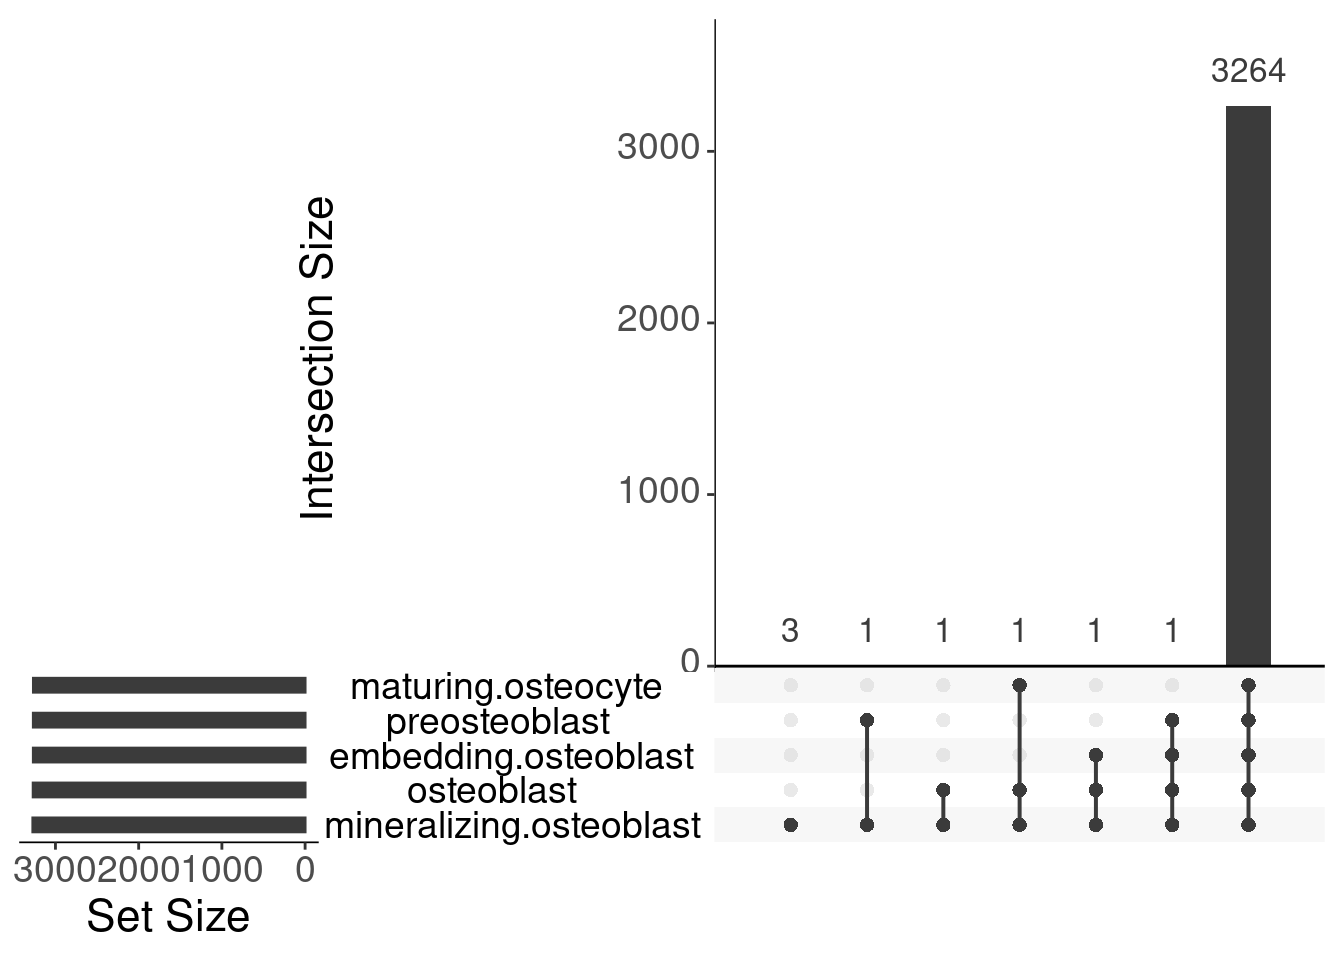 3264
3000
2000
1000
0
Intersection Size
3 1 1 1 1 1
maturing.osteocyte
preosteoblast
embedding.osteoblast
osteoblast
mineralizing.osteoblast
3000 2000 1000 0
Set Size